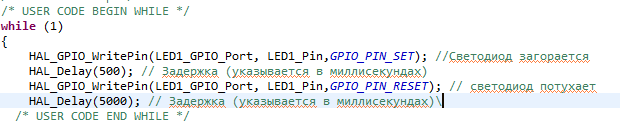 /* USER CODE BEGIN WHILE */
while (1)
{
HAL_GPIO_WritePin(LED1_GPIO_Port, LED1_Pin,GPIO_PIN_SET); //Светодиод загорается
HAL_Delay(500); // Задержка (указывается в миллисекундах)
HAL_GPIO_WritePin(LED1_GPIO_Port, LED1_Pin,GPIO_PIN_RESET); // светодиод потухает
HAL_Delay(5000); // Задержка (указывается в миллисекундах)\
/* USER CODE END WHILE */